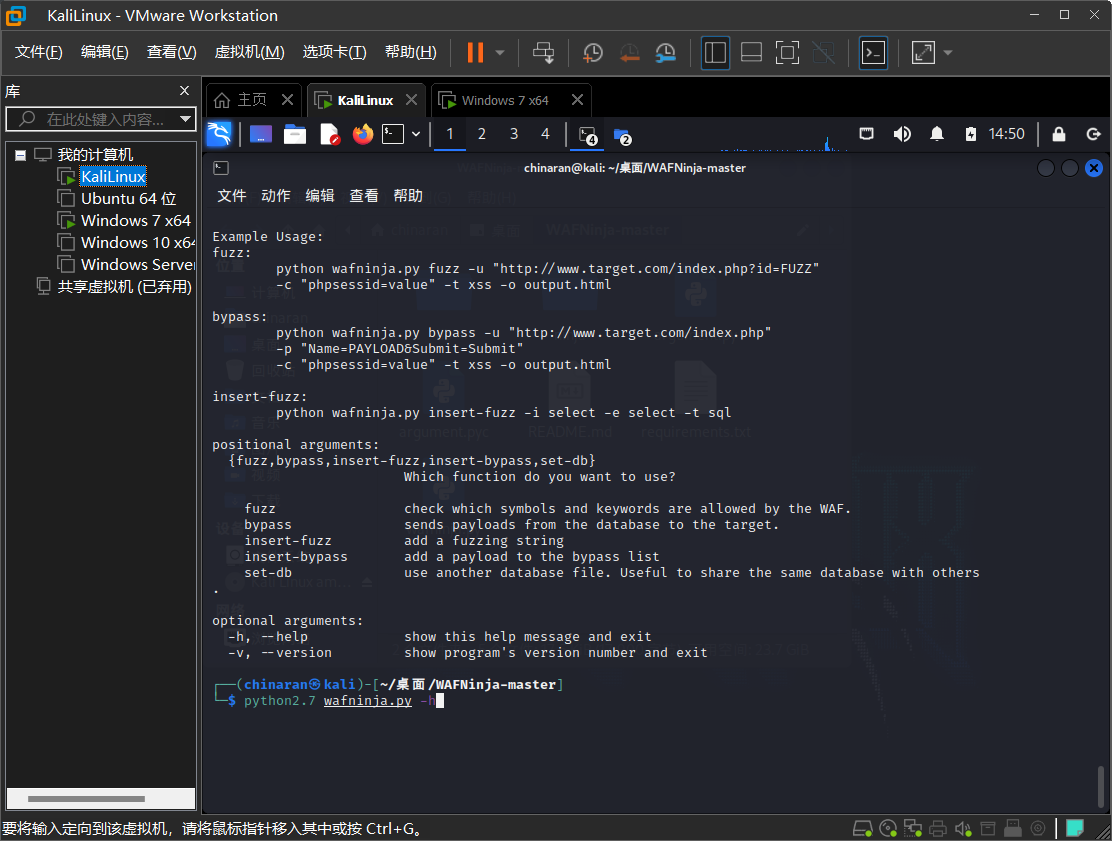 KaliLinux - VMware Workstation
文件(F) 编辑(E) 查看(V) 虚拟机(M) 选项卡(T) 帮助(H)
库
在此处键入内容...
我的计算机
KaliLinux
Ubuntu 64 位
Windows 7 x64
Windows 10 x64
Windows Server
共享虚拟机 (已弃用)
主页 KaliLinux Windows 7 x64
1 2 3 4 4 2 14:50
chinaran@kali: ~/桌面/WAFNinja-master
文件 动作 编辑 查看 帮助
Example Usage:
fuzz:
python wafninja.py fuzz -u "http://www.target.com/index.php?id=FUZZ"
-c "phpsessid=value" -t xss -o output.html
bypass:
python wafninja.py bypass -u "http://www.target.com/index.php"
-p "Name=PAYLOAD&Submit=Submit"
-c "phpsessid=value" -t xss -o output.html
insert-fuzz:
python wafninja.py insert-fuzz -i select -e select -t sql
positional arguments:
{fuzz,bypass,insert-fuzz,insert-bypass,set-db}
Which function do you want to use?
fuzz check which symbols and keywords are allowed by the WAF.
bypass sends payloads from the database to the target.
insert-fuzz add a fuzzing string
insert-bypass add a payload to the bypass list
set-db use another database file. Useful to share the same database with others
.
optional arguments:
-h, --help show this help message and exit
-v, --version show program's version number and exit
┌──(chinaran㉿kali)-[~/桌面/WAFNinja-master]
└─$ python2.7 wafninja.py -h
要将输入定向到该虚拟机，请将鼠标指针移入其中或按 Ctrl+G。